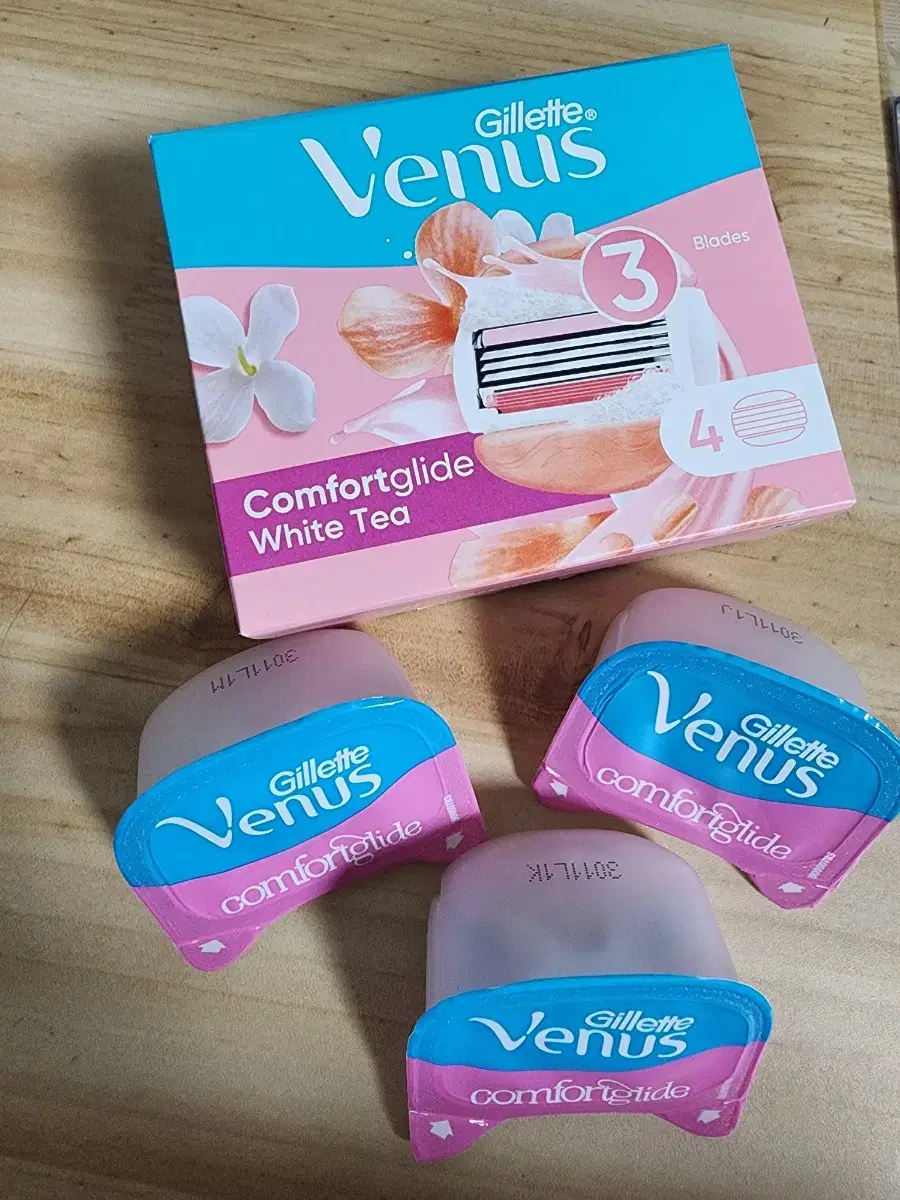 Gillette®
Venus
3
Blades
4
Comfortglide
White Tea
3011L1M
Gillette
Venus
comfortglide
3011L1J
Gillette
Venus
comfortglide
3011L1K
Gillette
Venus
comfortglide